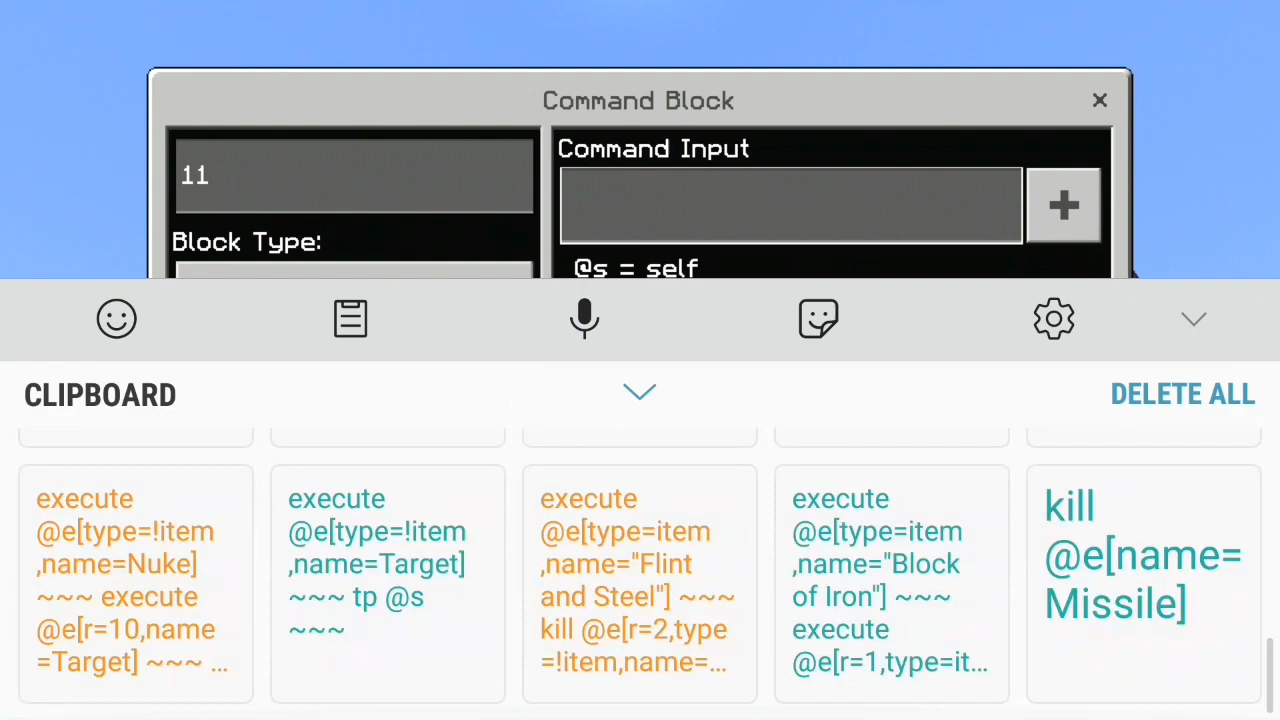 Command Block
11
Command Input
Block Type:
@s = self
CLIPBOARD
DELETE ALL
execute
@e[type=!item
,name=Nuke]
~~~ execute
@e[r=10,name
=Target] ~~~ ...
execute
@e[type=!item
,name=Target]
~~~ tp @s
~~~
execute
@e[type=item
,name="Flint
and Steel"] ~~~
kill @e[r=2,type
=!item,name=...
execute
@e[type=item
,name="Block
of Iron"] ~~~
execute
@e[r=1,type=it...
kill
@e[name=
Missile]